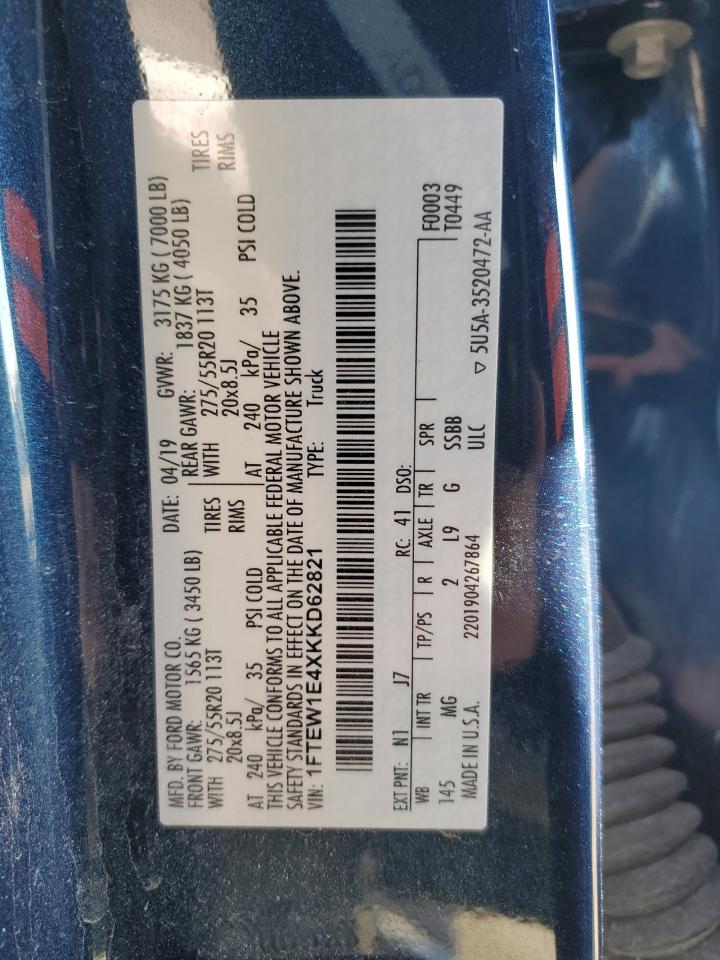 MFD. BY FORD MOTOR CO.
DATE: 04/19 GVWR: 3175 KG ( 7000 LB)
FRONT GAWR: 1565 KG ( 3450 LB)
REAR GAWR: 1837 KG ( 4050 LB)
WITH 275/55R20 113T TIRES
WITH 275/55R20 113T TIRES
20x8.5J RIMS
20x8.5J RIMS
AT 240 kPa/ 35 PSI COLD
AT 240 kPa/ 35 PSI COLD
THIS VEHICLE CONFORMS TO ALL APPLICABLE FEDERAL MOTOR VEHICLE
SAFETY STANDARDS IN EFFECT ON THE DATE OF MANUFACTURE SHOWN ABOVE.
VIN: 1FTEW1E4XKKD62821 TYPE: Truck
EXT PNT: N1 J7 RC: 41 DSO: F0003
WB INT TR TP/PS R AXLE TR SPR T0449
145 MG 2 L9 G SSBB
MADE IN U.S.A. 2201904267864 ULC ▽ 5U5A-3520472-AA